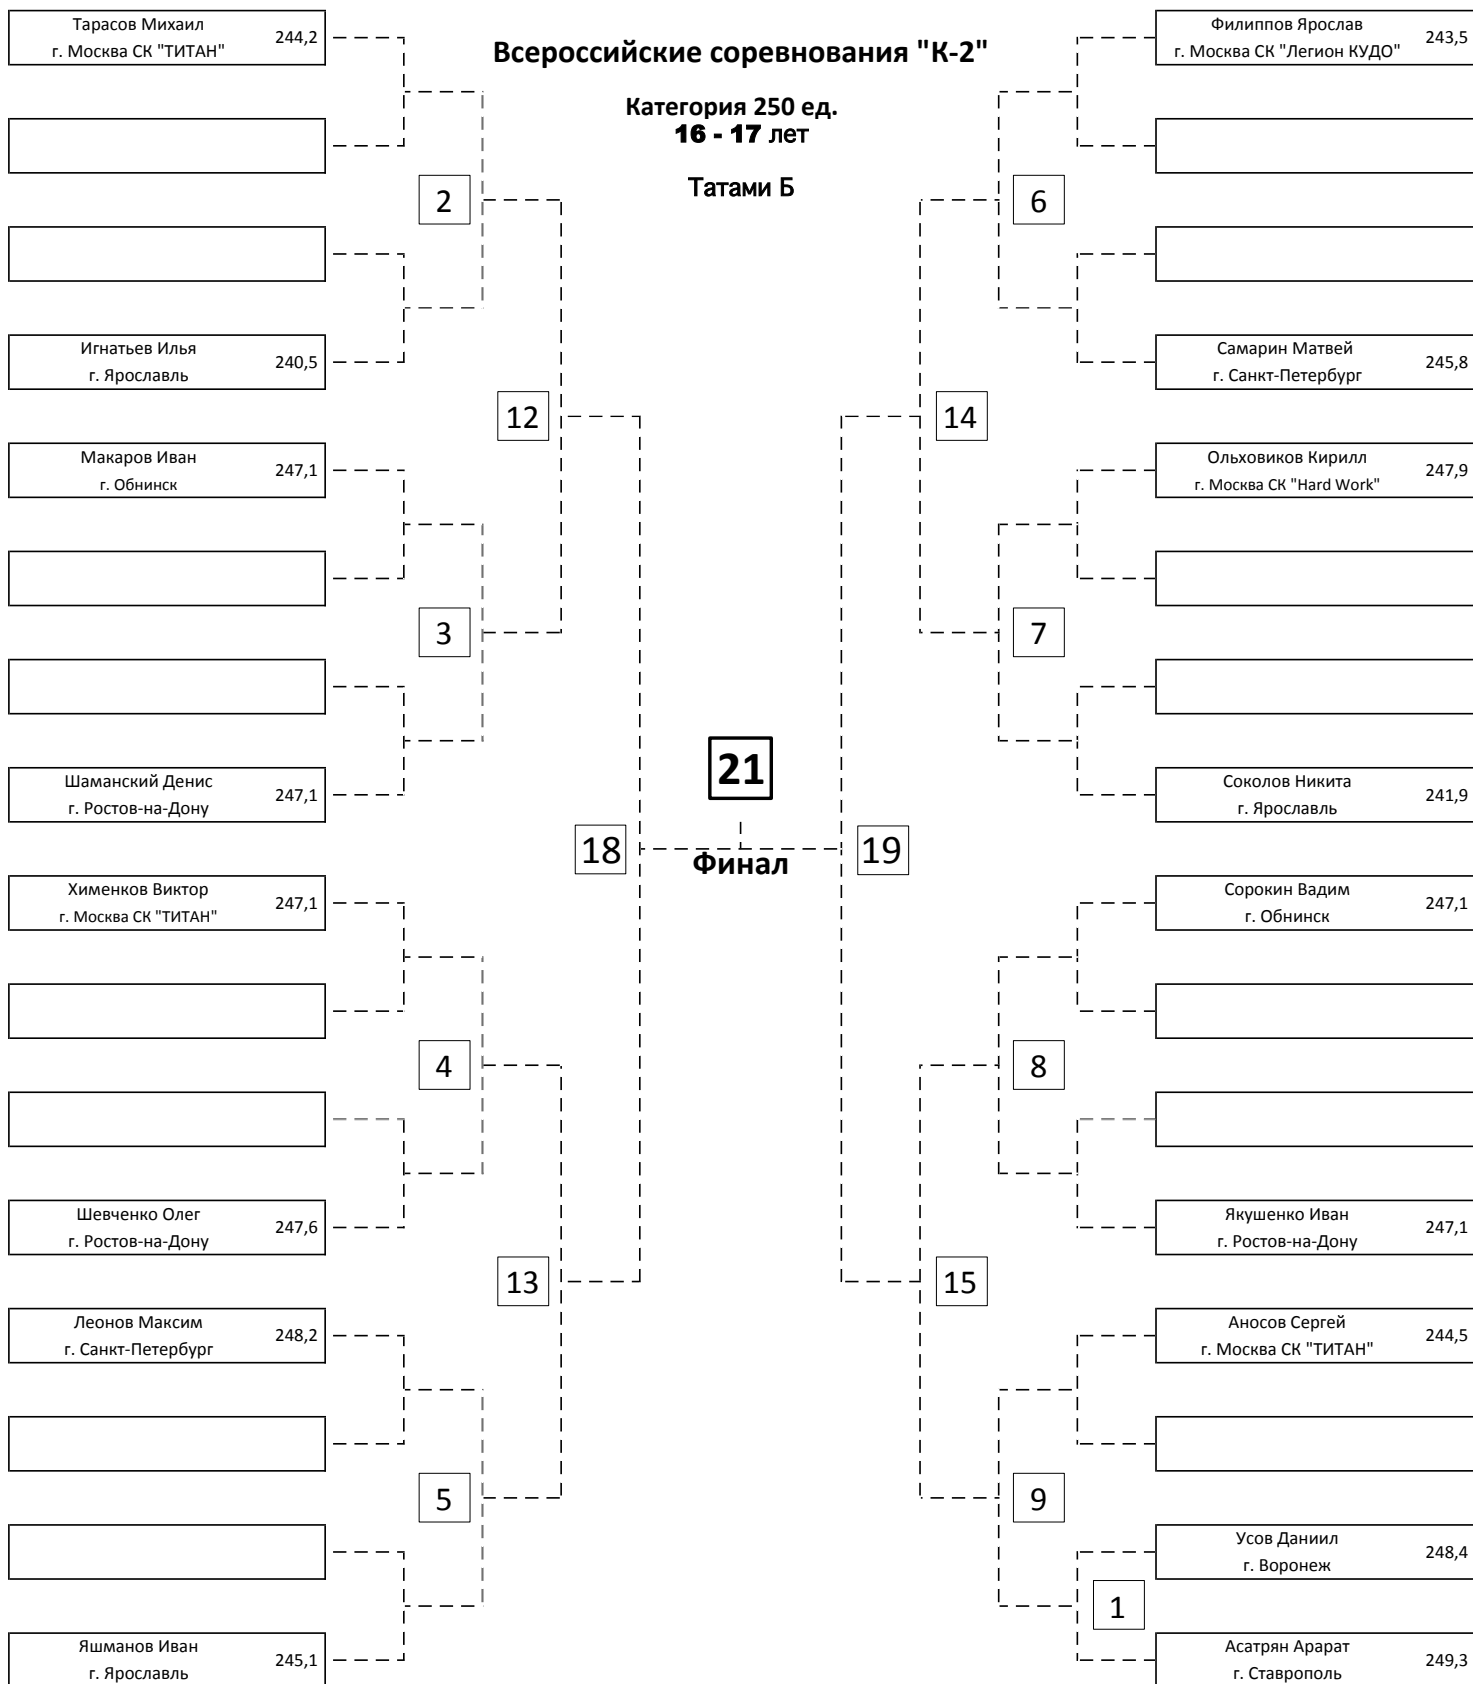 Всероссийские соревнования "К-2"
Категория 250 ед.
16 - 17 лет
Татами Б
Тарасов Михаил
г. Москва СК "ТИТАН"
244,2
2
Игнатьев Илья
г. Ярославль
240,5
12
Макаров Иван
г. Обнинск
247,1
3
Шаманский Денис
г. Ростов-на-Дону
247,1
18
Хименков Виктор
г. Москва СК "ТИТАН"
247,1
4
Шевченко Олег
г. Ростов-на-Дону
247,6
13
Леонов Максим
г. Санкт-Петербург
248,2
5
Яшманов Иван
г. Ярославль
245,1
21
Финал
Филиппов Ярослав
г. Москва СК "Легион КУДО"
243,5
6
Самарин Матвей
г. Санкт-Петербург
245,8
14
Ольховиков Кирилл
г. Москва СК "Hard Work"
247,9
7
Соколов Никита
г. Ярославль
241,9
19
Сорокин Вадим
г. Обнинск
247,1
8
Якушенко Иван
г. Ростов-на-Дону
247,1
15
Аносов Сергей
г. Москва СК "ТИТАН"
244,5
9
Усов Даниил
г. Воронеж
248,4
1
Асатрян Арарат
г. Ставрополь
249,3